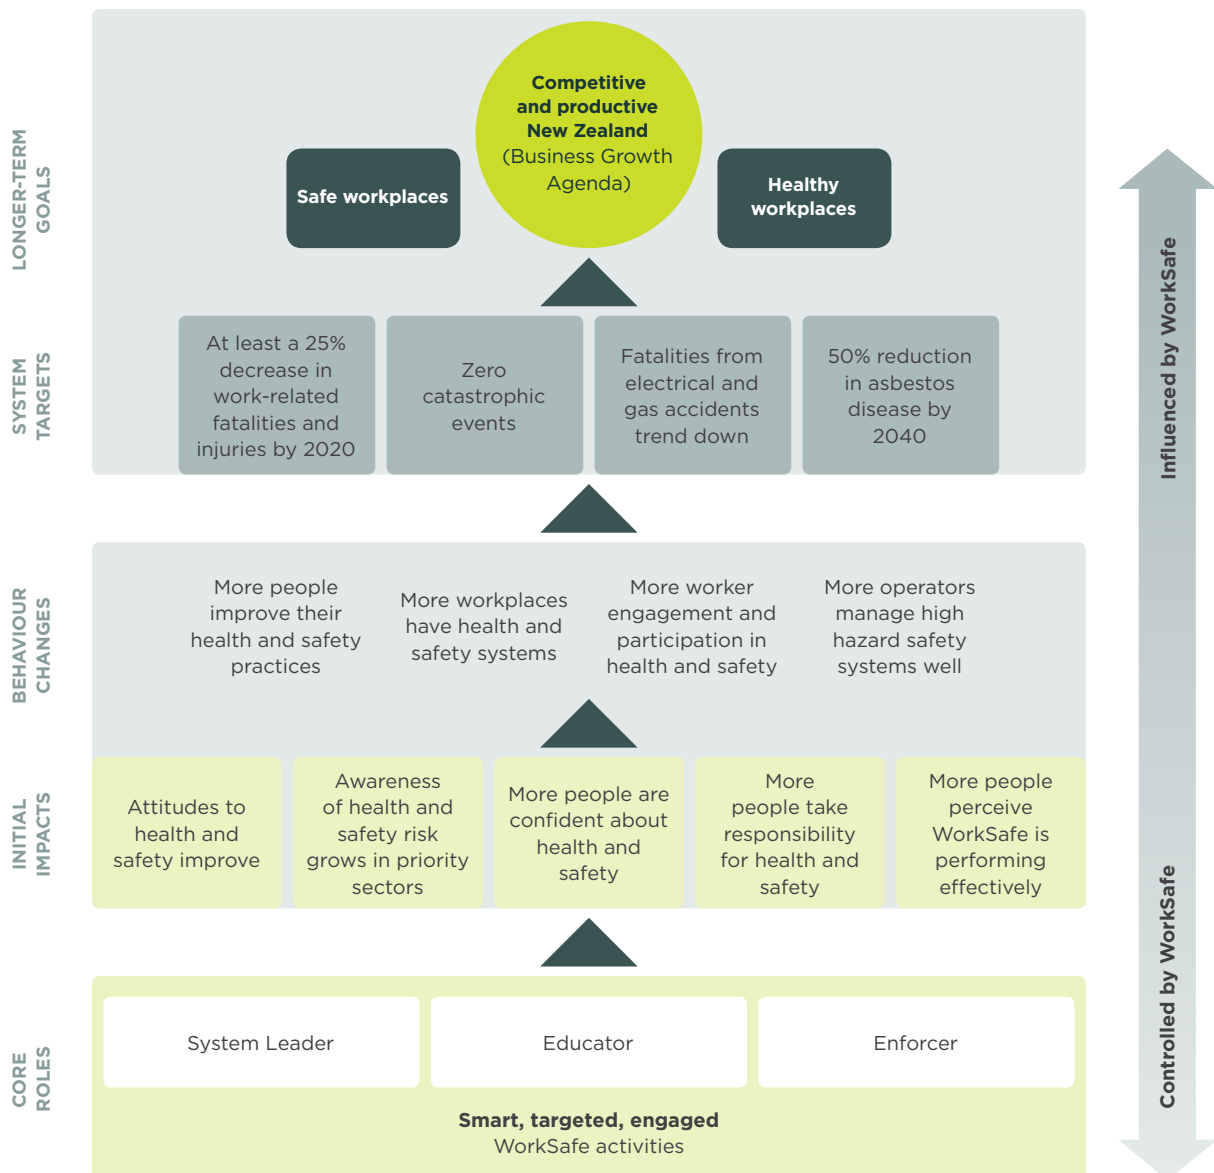 LONGER-TERM
GOALS
Competitive
and productive
New Zealand
(Business Growth
Agenda)
Safe workplaces
Healthy
workplaces
SYSTEM
TARGETS
At least a 25%
decrease in
work-related
fatalities and
injuries by 2020
Zero
catastrophic
events
Fatalities from
electrical and
gas accidents
trend down
50% reduction
in asbestos
disease by
2040
BEHAVIOUR
CHANGES
More people
improve their
health and safety
practices
More workplaces
have health and
safety systems
More worker
engagement and
participation in
health and safety
More operators
manage high
hazard safety
systems well
INITIAL
IMPACTS
Attitudes to
health and
safety improve
Awareness
of health and
safety risk
grows in priority
sectors
More people are
confident about
health and
safety
More
people take
responsibility
for health and
safety
More people
perceive
WorkSafe is
performing
effectively
CORE
ROLES
System Leader
Educator
Enforcer
Smart, targeted, engaged
WorkSafe activities
Influenced by WorkSafe
Controlled by WorkSafe